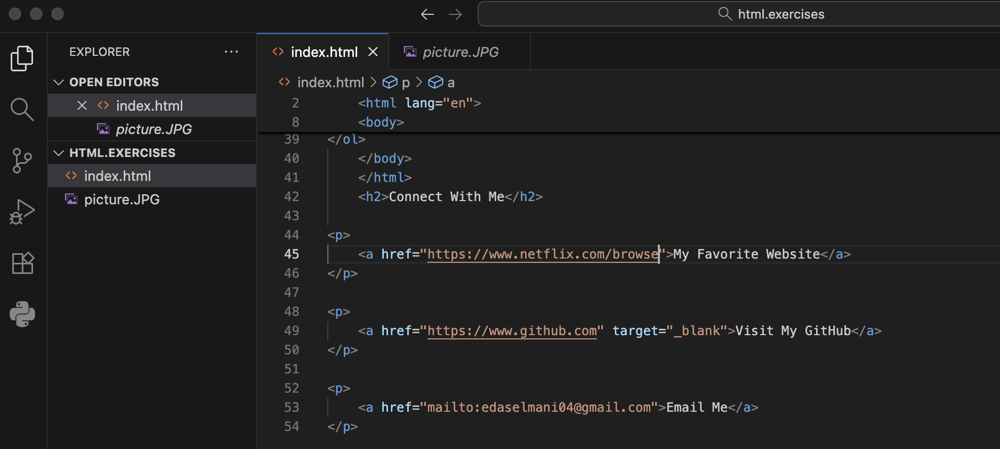 html.exercises
EXPLORER
OPEN EDITORS
index.html
picture.JPG
HTML.EXERCISES
index.html
picture.JPG
index.html
picture.JPG
index.html > p > a
2 <html lang="en">
8 <body>
39 </ol>
40 </body>
41 </html>
42 <h2>Connect With Me</h2>
43
44 <p>
45 <a href="https://www.netflix.com/browse">My Favorite Website</a>
46 </p>
47
48 <p>
49 <a href="https://www.github.com" target="_blank">Visit My GitHub</a>
50 </p>
51
52 <p>
53 <a href="mailto:edaselmani04@gmail.com">Email Me</a>
54 </p>